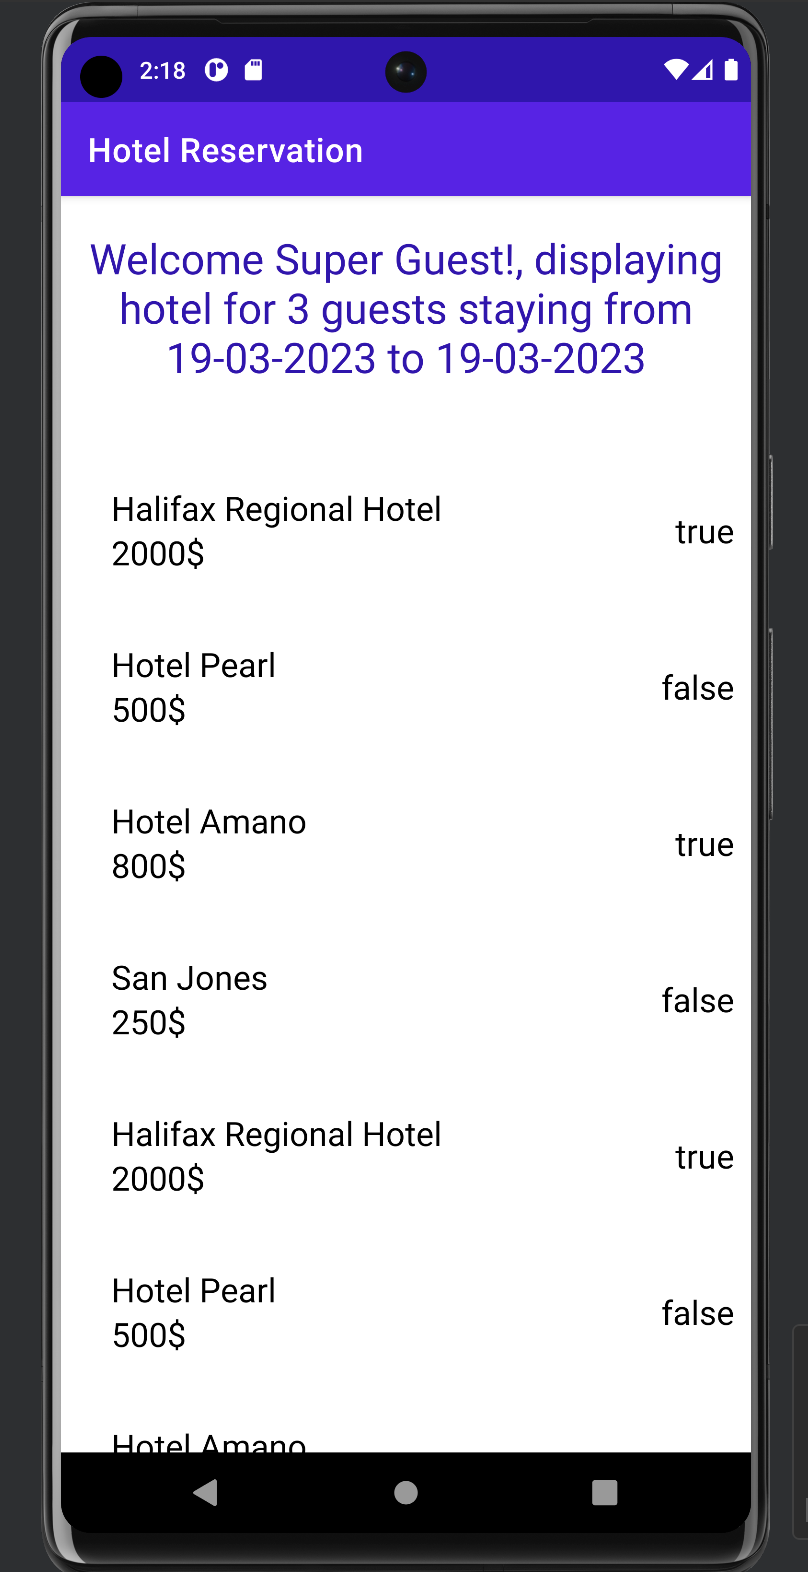 2:18
Hotel Reservation
Welcome Super Guest!, displaying
hotel for 3 guests staying from
19-03-2023 to 19-03-2023
Halifax Regional Hotel
2000$
true
Hotel Pearl
500$
false
Hotel Amano
800$
true
San Jones
250$
false
Halifax Regional Hotel
2000$
true
Hotel Pearl
500$
false
Hotel Amano